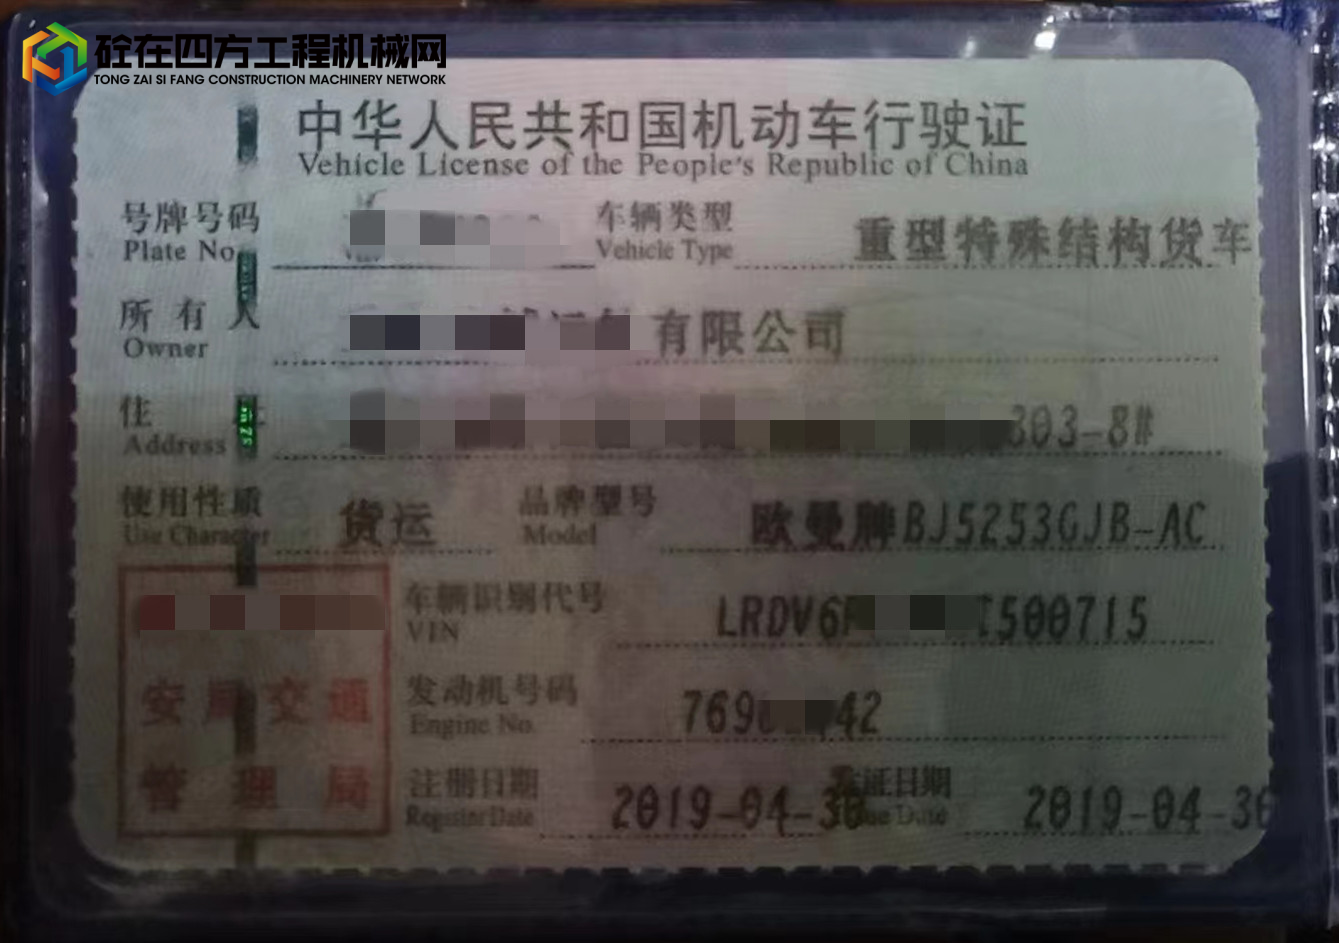 砼在四方工程机械网
TONG ZAI SI FANG CONSTRUCTION MACHINERY NETWORK
中华人民共和国机动车行驶证
Vehicle License of the People's Republic of China
号牌号码
Plate No.
车辆类型
Vehicle Type
重型特殊结构货车
所有人
Owner
有限公司
住址
Address
303-8#
使用性质
Use Character
货运
品牌型号
Model
欧曼牌BJ5253GJB-AC
车辆识别代号
VIN
LRDV6 500715
安局交通
管理局
发动机号码
Engine No.
769 42
注册日期
Register Date
2019-04-30
发证日期
Issue Date
2019-04-30